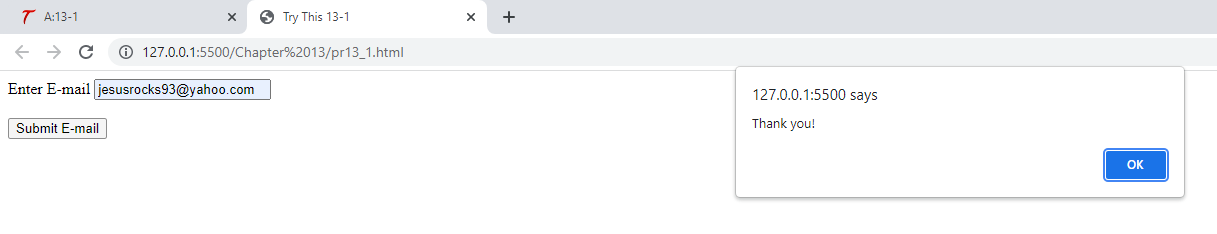 A:13-1
Try This 13-1
127.0.0.1:5500/Chapter%2013/pr13_1.html
Enter E-mail jesusrocks93@yahoo.com
Submit E-mail
127.0.0.1:5500 says
Thank you!
OK